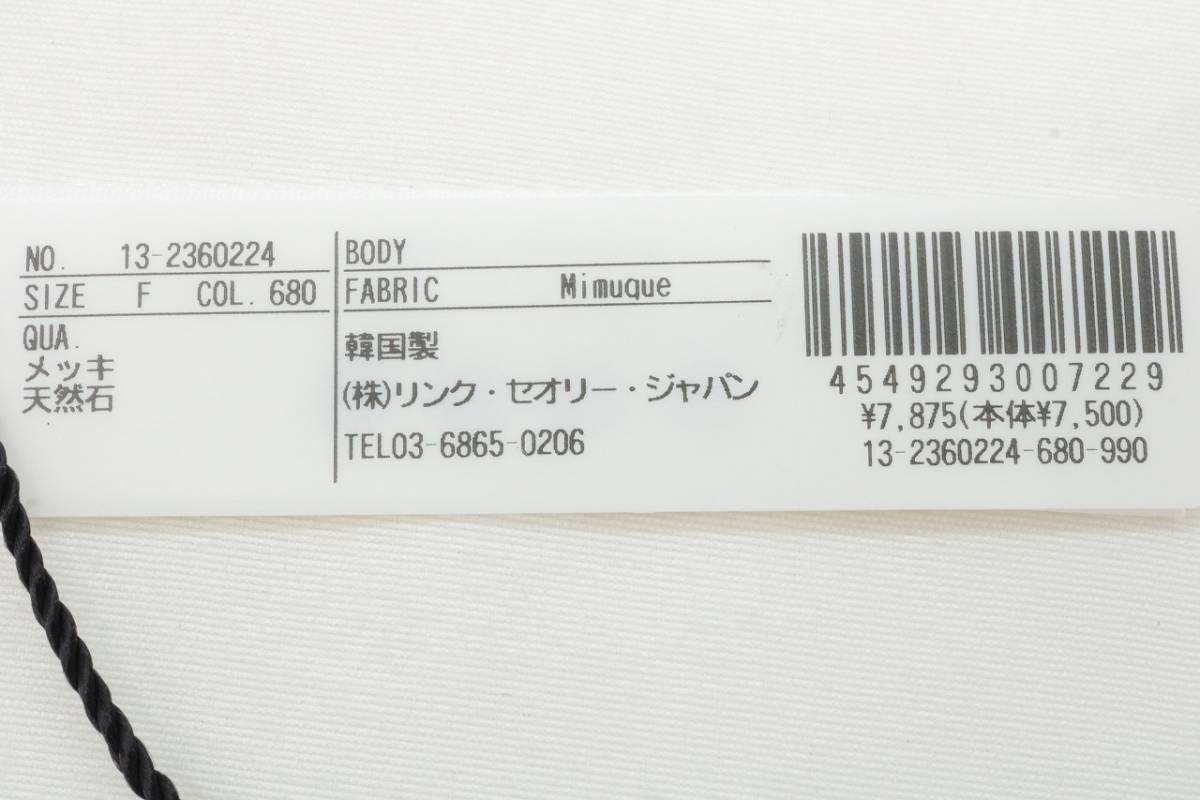 NO. 13-2360224
SIZE F COL. 680
QUA.
メッキ
天然石
BODY
FABRIC Mimuque
韓国製
(株)リンク・セオリー・ジャパン
TEL03-6865-0206
4549293007229
¥7,875(本体¥7,500)
13-2360224-680-990